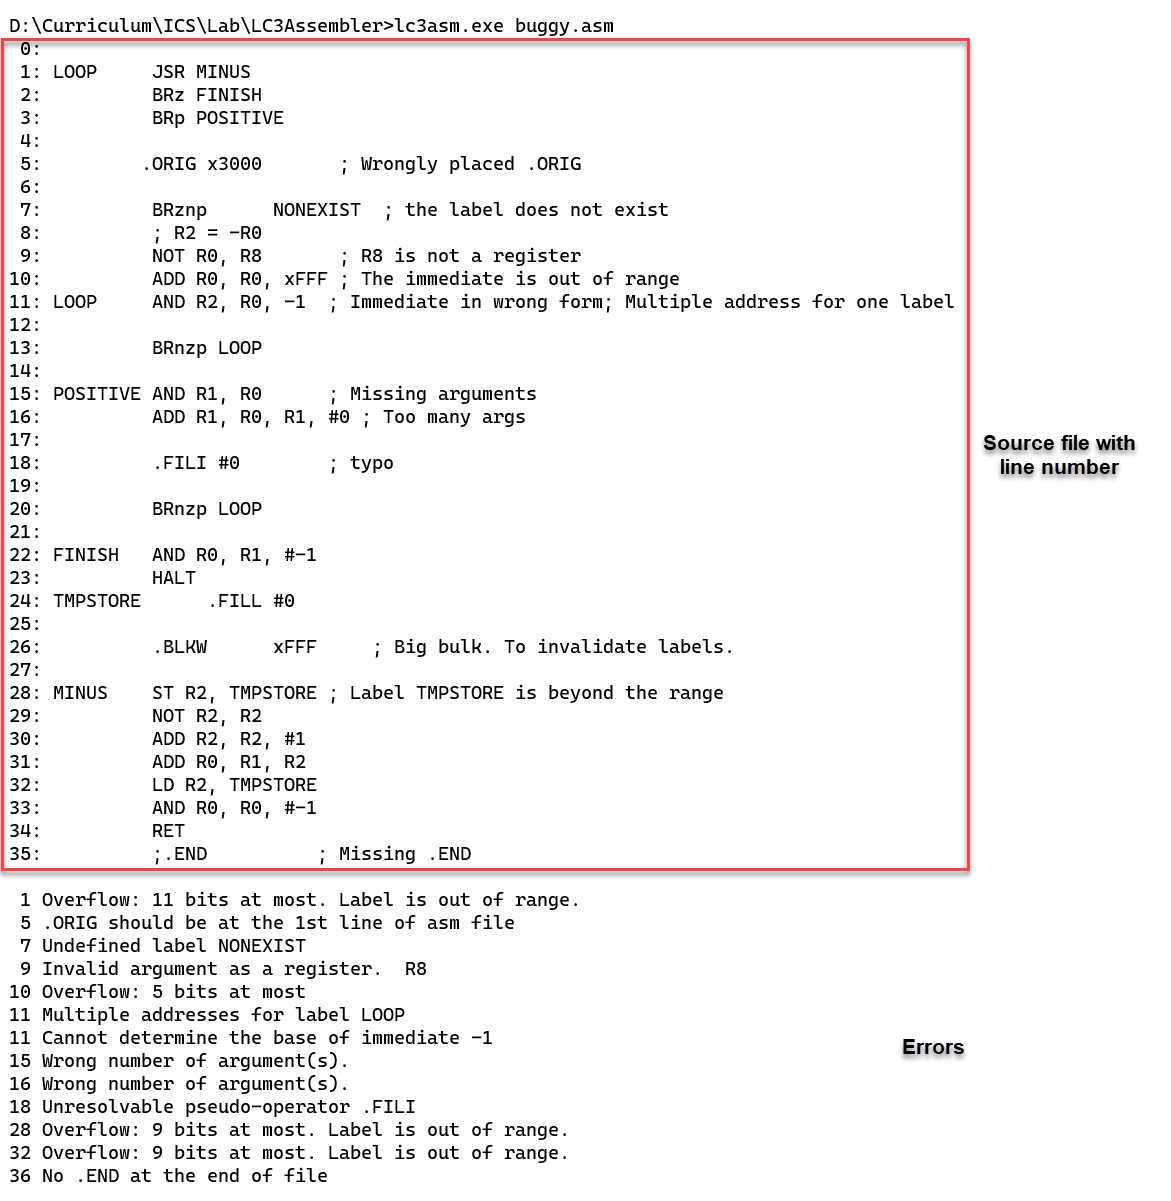 D:\Curriculum\ICS\Lab\LC3Assembler>lc3asm.exe buggy.asm
0:
1: LOOP     JSR MINUS
2:          BRz FINISH
3:          BRp POSITIVE
4:
5:         .ORIG x3000       ; Wrongly placed .ORIG
6:
7:          BRznp      NONEXIST  ; the label does not exist
8:          ; R2 = -R0
9:          NOT R0, R8       ; R8 is not a register
10:          ADD R0, R0, xFFF ; The immediate is out of range
11: LOOP     AND R2, R0, -1  ; Immediate in wrong form; Multiple address for one label
12:
13:          BRnzp LOOP
14:
15: POSITIVE AND R1, R0      ; Missing arguments
16:          ADD R1, R0, R1, #0 ; Too many args
17:
18:          .FILI #0        ; typo
19:
20:          BRnzp LOOP
21:
22: FINISH   AND R0, R1, #-1
23:          HALT
24: TMPSTORE      .FILL #0
25:
26:          .BLKW      xFFF     ; Big bulk. To invalidate labels.
27:
28: MINUS    ST R2, TMPSTORE ; Label TMPSTORE is beyond the range
29:          NOT R2, R2
30:          ADD R2, R2, #1
31:          ADD R0, R1, R2
32:          LD R2, TMPSTORE
33:          AND R0, R0, #-1
34:          RET
35:          ;.END          ; Missing .END
Source file with
line number
1 Overflow: 11 bits at most. Label is out of range.
5 .ORIG should be at the 1st line of asm file
7 Undefined label NONEXIST
9 Invalid argument as a register.  R8
10 Overflow: 5 bits at most
11 Multiple addresses for label LOOP
11 Cannot determine the base of immediate -1
15 Wrong number of argument(s).
16 Wrong number of argument(s).
18 Unresolvable pseudo-operator .FILI
28 Overflow: 9 bits at most. Label is out of range.
32 Overflow: 9 bits at most. Label is out of range.
36 No .END at the end of file
Errors